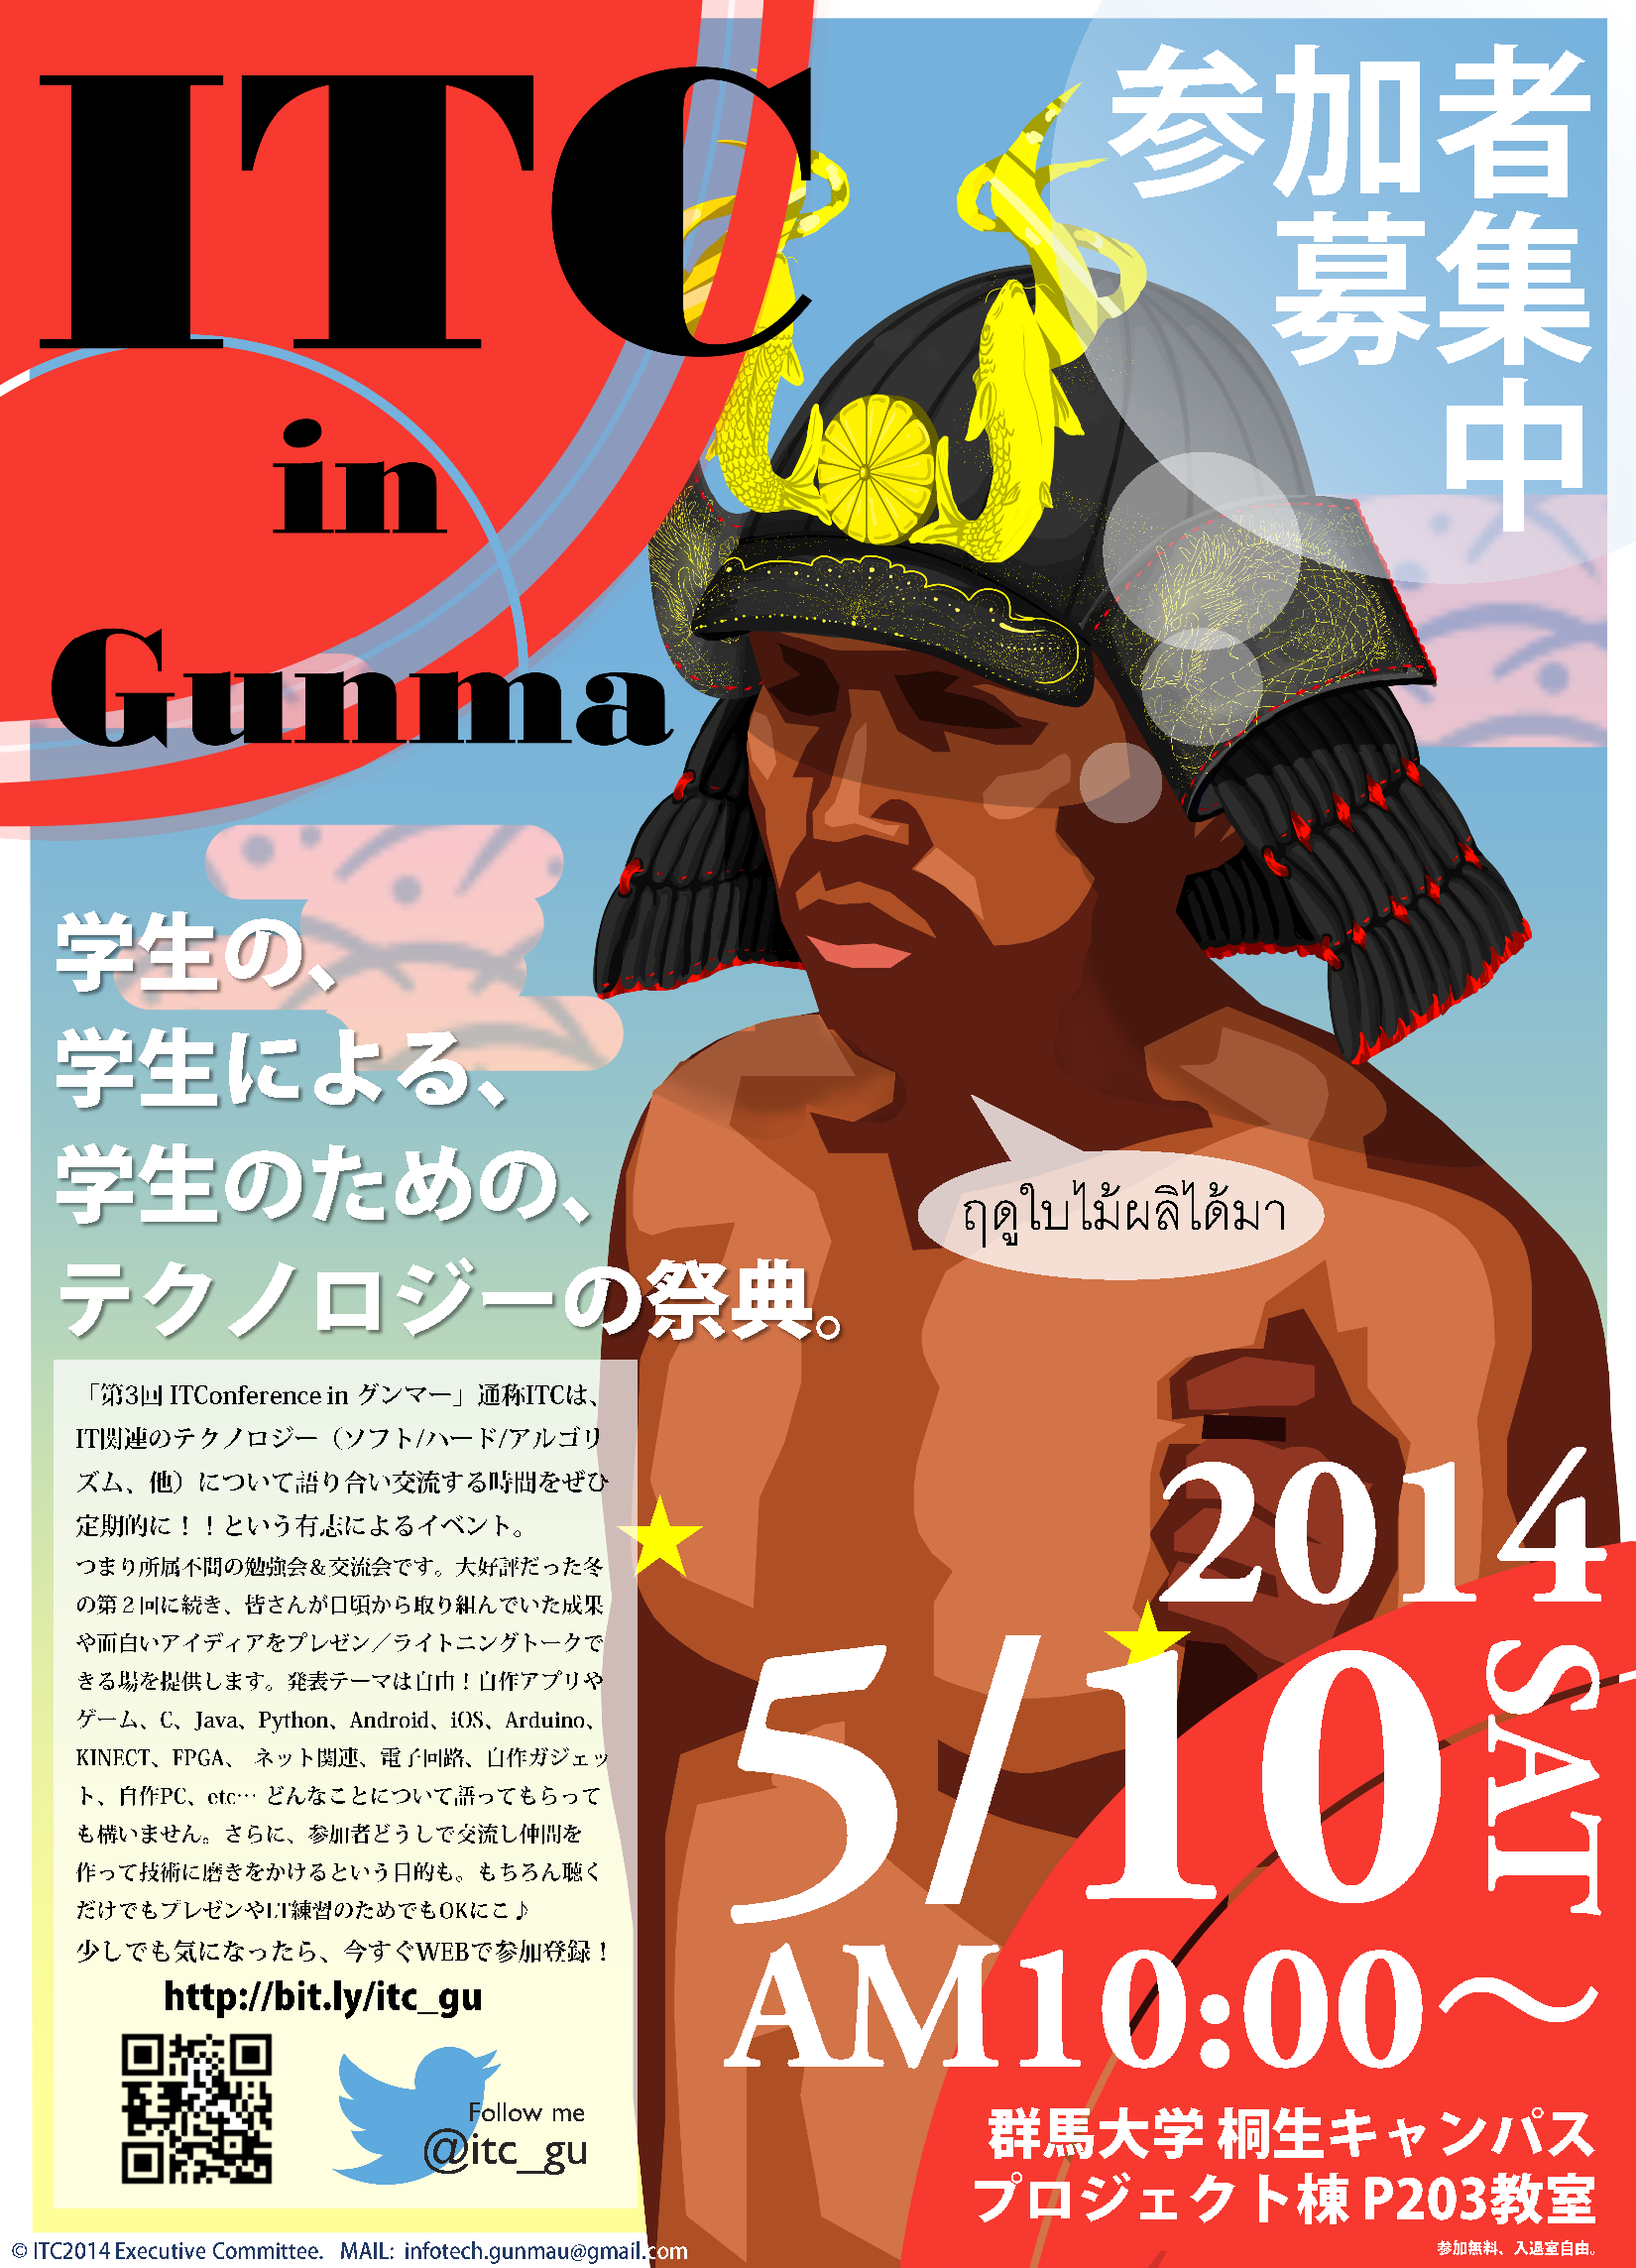 ITC
in
Gunma
参加者
募集
中
学生の、
学生による、
学生のための、
テクノロジーの祭典。
ฤดูใบไม้ผลิได้มา
「第3回 ITConference in グンマー」通称ITCは、
IT関連のテクノロジー（ソフト/ハード/アルゴリ
ズム、他）について語り合い交流する時間をぜひ
定期的に！！という有志によるイベント。
つまり所属不問の勉強会＆交流会です。大好評だった冬
の第２回に続き、皆さんが日頃から取り組んでいた成果
や面白いアイディアをプレゼン／ライトニングトークで
きる場を提供します。発表テーマは自由！自作アプリや
ゲーム、C、Java、Python、Android、iOS、Arduino、
KINECT、FPGA、 ネット関連、電子回路、自作ガジェッ
ト、自作PC、etc… どんなことについて語ってもらって
も構いません。さらに、参加者どうしで交流し仲間を
作って技術に磨きをかけるという目的も。もちろん聴く
だけでもプレゼンやLT練習のためでもOKにこ♪
少しでも気になったら、今すぐWEBで参加登録！
http://bit.ly/itc_gu
Follow me
@itc_gu
2014
5/10
SAT
AM10:00～
群馬大学 桐生キャンパス
プロジェクト棟 P203教室
参加無料、入退室自由。
© ITC2014 Executive Committee. MAIL: infotech.gunmau@gmail.com